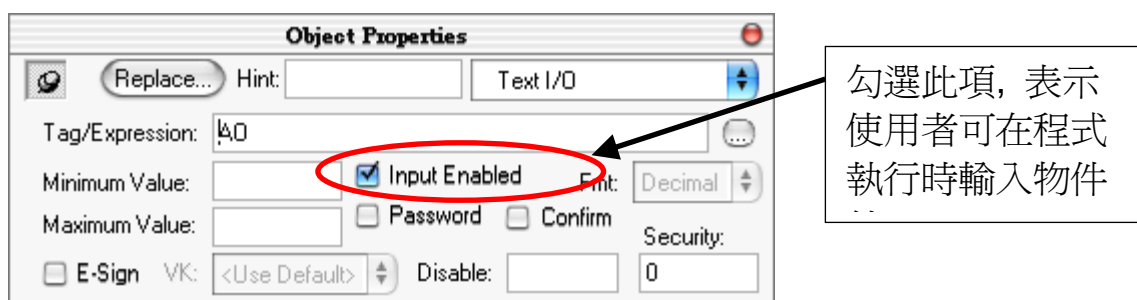 Object Properties
Replace... Hint: Text I/O
Tag/Expression: AO ...
Minimum Value: Input Enabled Fmt: Decimal
Maximum Value: Password Confirm
Security:
E-Sign VK: <Use Default> Disable: 0
勾選此項, 表示
使用者可在程式
執行時輸入物件